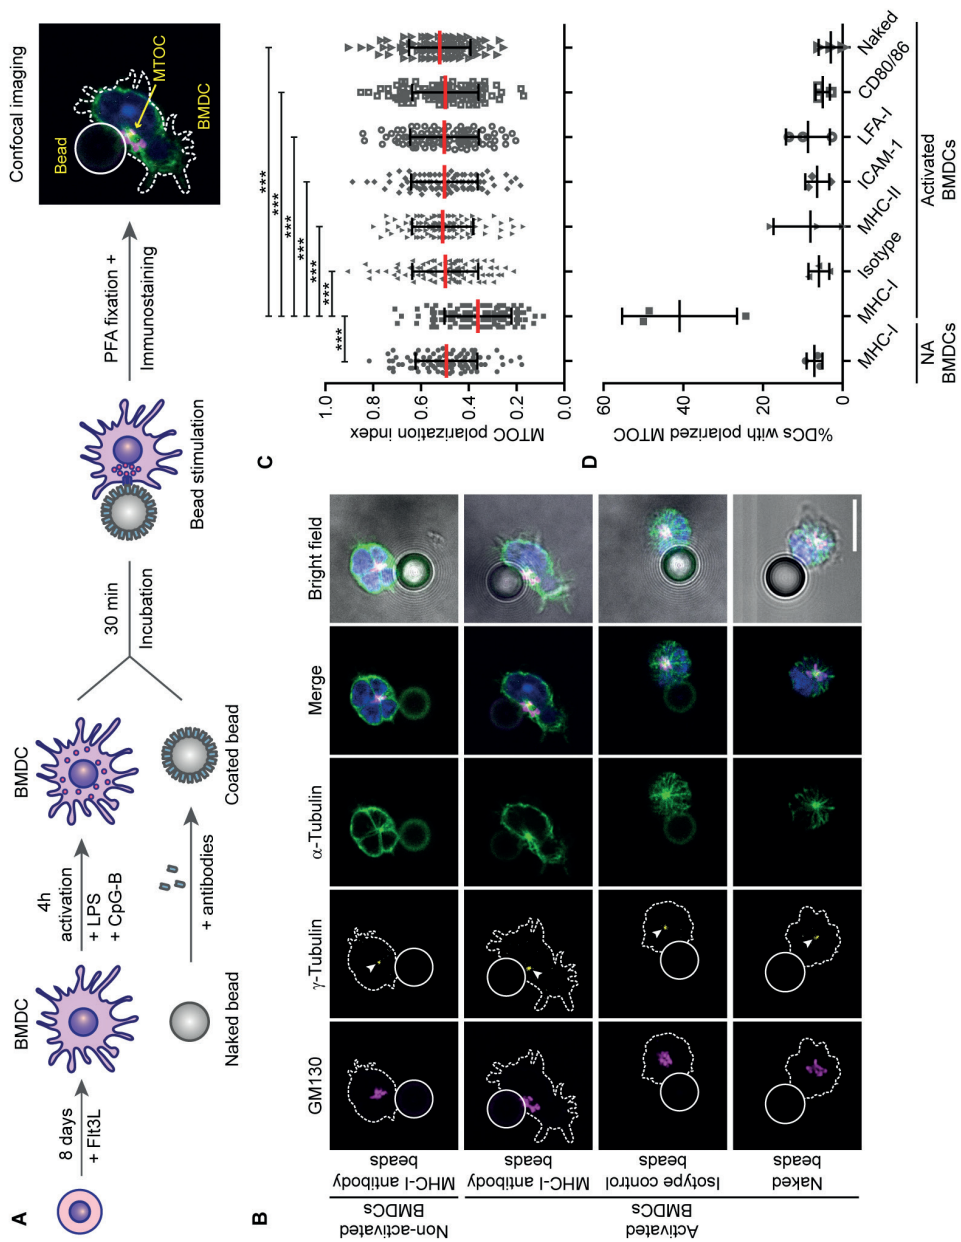 A
8 days
+ Flt3L
BMDC
4h
activation
+ LPS
+ CpG-B
BMDC
Naked bead
+ antibodies
Coated bead
30 min
Incubation
Bead stimulation
PFA fixation +
Immunostaining
Confocal imaging
Bead
MTOC
BMDC
B
GM130
γ-Tubulin
α-Tubulin
Merge
Bright field
Non-activated
BMDCs
MHC-I antibody
beads
Activated
BMDCs
MHC-I antibody
beads
Isotype control
beads
Naked
beads
C
MTOC polarization index
1.0
0.8
0.6
0.4
0.2
0.0
***
***
***
***
***
***
***
D
%DCs with polarized MTOC
60
40
20
0
MHC-I
MHC-I
Isotype
MHC-II
ICAM-1
LFA-I
CD80/86
Naked
NA
BMDCs
Activated
BMDCs